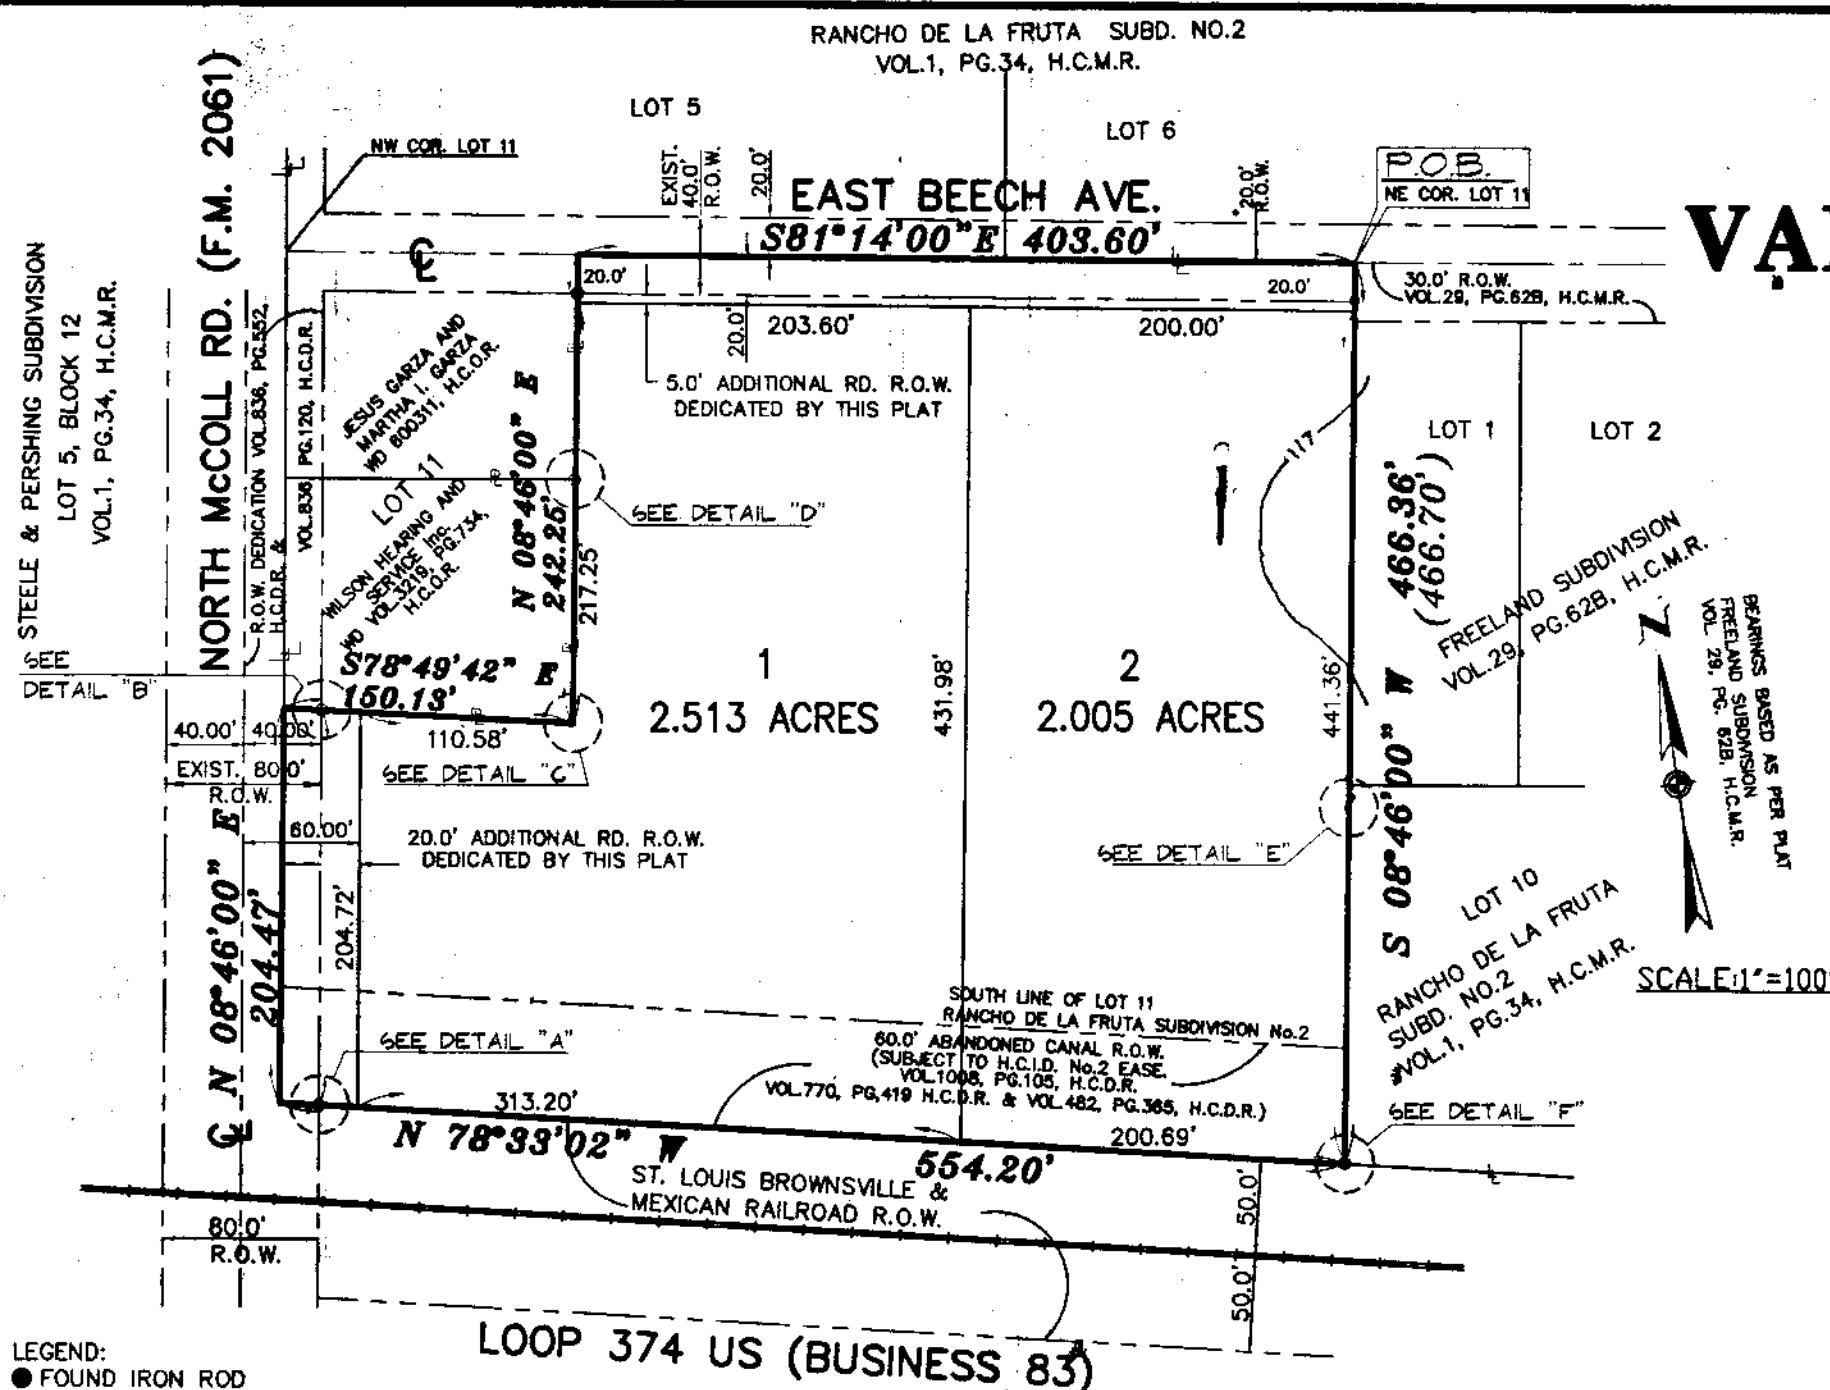 RANCHO DE LA FRUTA SUBD. NO.2
VOL.1, PG.34, H.C.M.R.
LOT 5
LOT 6
NW COR. LOT 11
EXIST.
40.0'
R.O.W.
20.0'
EAST BEECH AVE.
20.0'
R.O.W.
P.O.B.
NE COR. LOT 11
S81°14'00"E 403.60'
20.0'
20.0'
30.0' R.O.W.
VOL.29, PG.62B, H.C.M.R.
203.60'
200.00'
20.0'
5.0' ADDITIONAL RD. R.O.W.
DEDICATED BY THIS PLAT
STEELE & PERSHING SUBDIVISION
LOT 5, BLOCK 12
VOL.1, PG.34, H.C.M.R.
NORTH McCOLL RD. (F.M. 2061)
R.O.W. DEDICATION VOL.836, PG.552,
H.C.D.R. &
VOL.836 PG.120, H.C.D.R.
JESUS GARZA AND
MARTHA I. GARZA
WD 800311, H.C.O.R.
LOT 11
WILSON HEARING AND
SERVICE Inc.
WD VOL.3219, PG.734,
H.C.O.R.
N 08°46'00" E
242.25'
217.25'
SEE DETAIL "D"
117
LOT 1
LOT 2
466.36'
(466.70')
S 08°46'00" W
FREELAND SUBDIVISION
VOL.29, PG.62B, H.C.M.R.
BEARINGS BASED AS PER PLAT
FREELAND SUBDIVISION
VOL. 29, PG. 62B, H.C.M.R.
N
SEE
DETAIL "B"
S78°49'42" E
150.13'
110.58'
SEE DETAIL "C"
1
2.513 ACRES
431.98'
2
2.005 ACRES
441.36'
40.00'
40.00'
EXIST. 80.0'
R.O.W.
60.00'
20.0' ADDITIONAL RD. R.O.W.
DEDICATED BY THIS PLAT
SEE DETAIL "E"
N 08°46'00" E
204.47'
204.72'
LOT 10
RANCHO DE LA FRUTA
SUBD. NO.2
VOL.1, PG.34, H.C.M.R.
SCALE:1"=100'
SOUTH LINE OF LOT 11
RANCHO DE LA FRUTA SUBDIVISION No.2
60.0' ABANDONED CANAL R.O.W.
(SUBJECT TO H.C.I.D. No.2 EASE.
VOL.1008, PG.105, H.C.D.R.
VOL.770, PG.419 H.C.D.R. & VOL.482, PG.365, H.C.D.R.)
SEE DETAIL "A"
SEE DETAIL "F"
313.20'
200.69'
N 78°33'02" W
554.20'
ST. LOUIS BROWNSVILLE &
MEXICAN RAILROAD R.O.W.
50.0'
50.0'
80.0'
R.O.W.
LOOP 374 US (BUSINESS 83)
LEGEND:
● FOUND IRON ROD